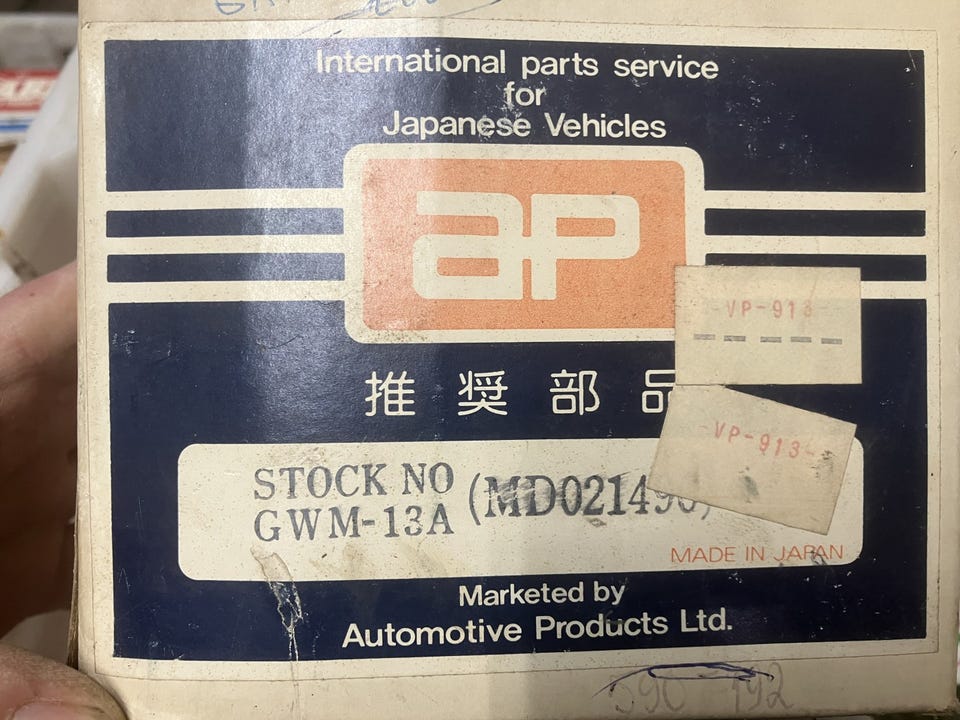 International parts service
for
Japanese Vehicles
ap
-VP-913-
推奨部品
-VP-913-
STOCK NO
GWM-13A
MADE IN JAPAN
Marketed by
Automotive Products Ltd.